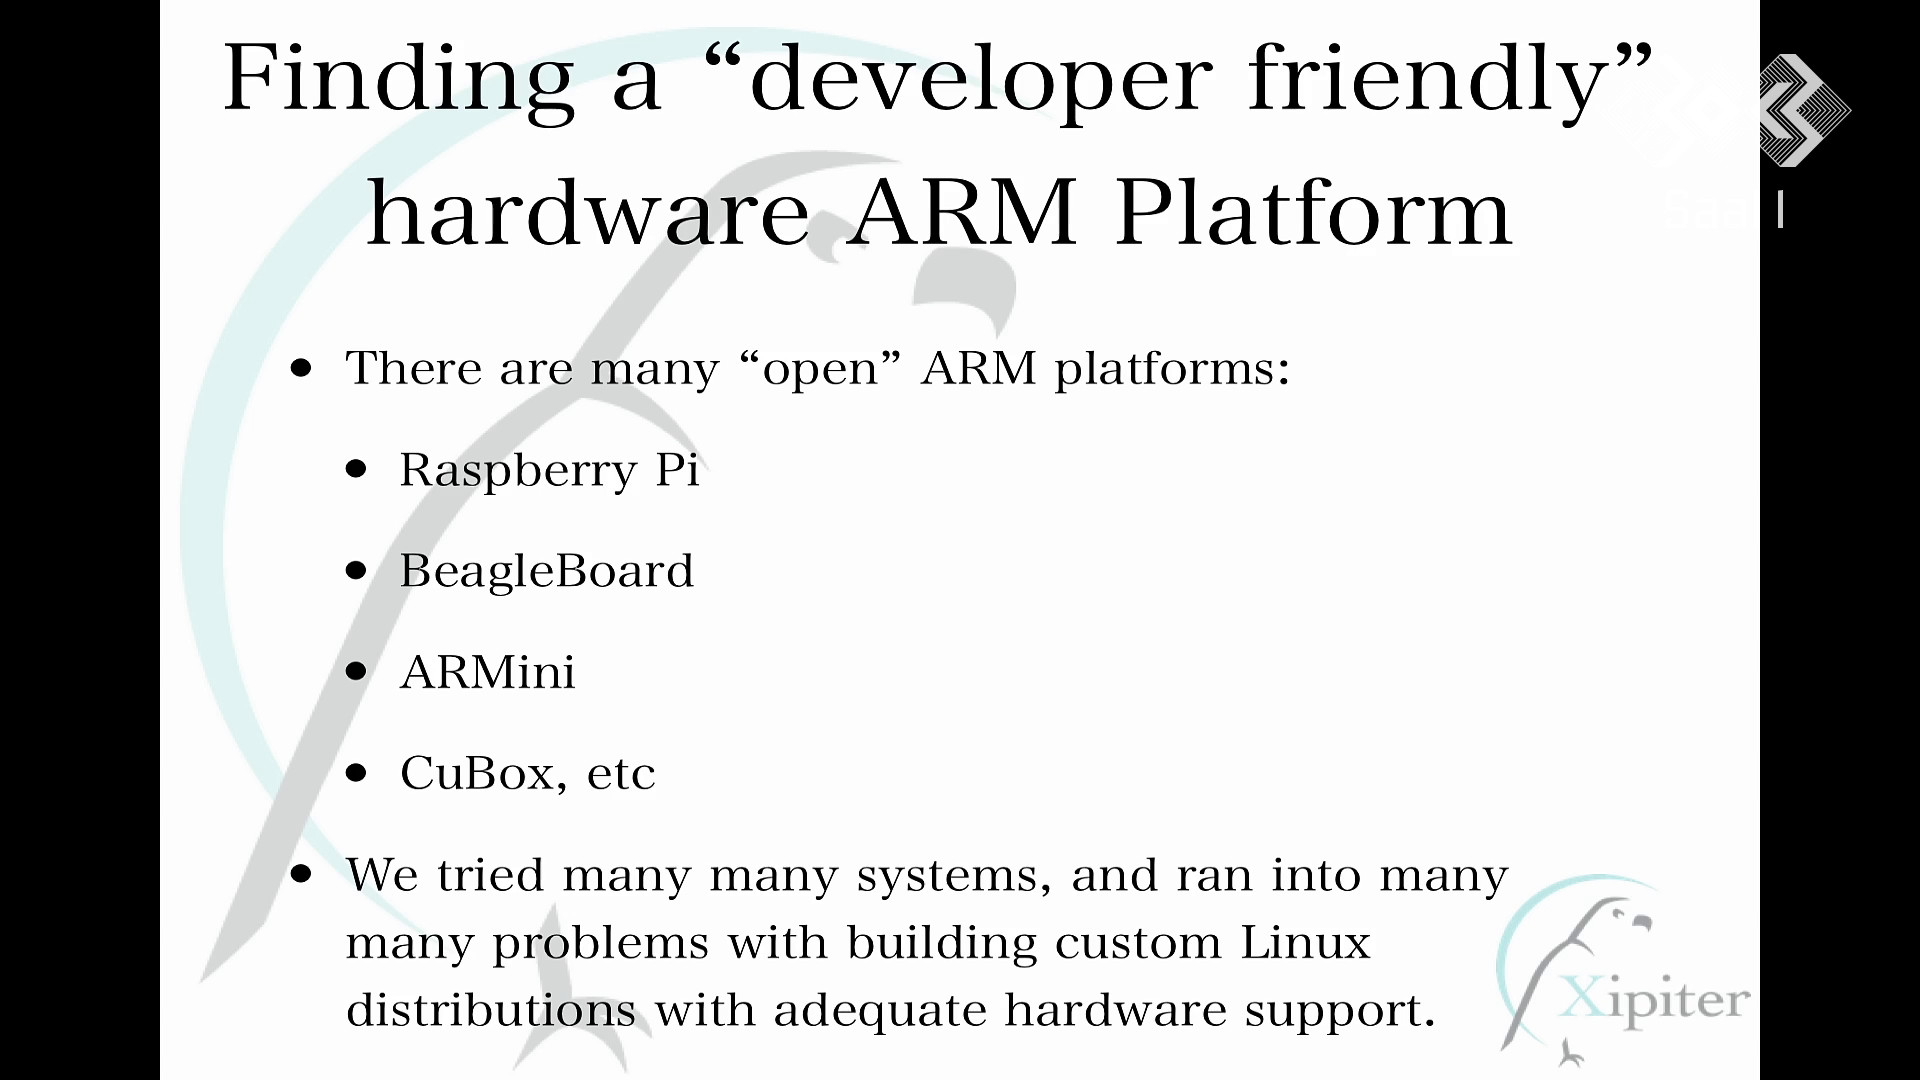 Finding a “developer friendly”
hardware ARM Platform
• There are many “open” ARM platforms:
• Raspberry Pi
• BeagleBoard
• ARMini
• CuBox, etc
• We tried many many systems, and ran into many
many problems with building custom Linux
distributions with adequate hardware support.
Xipiter